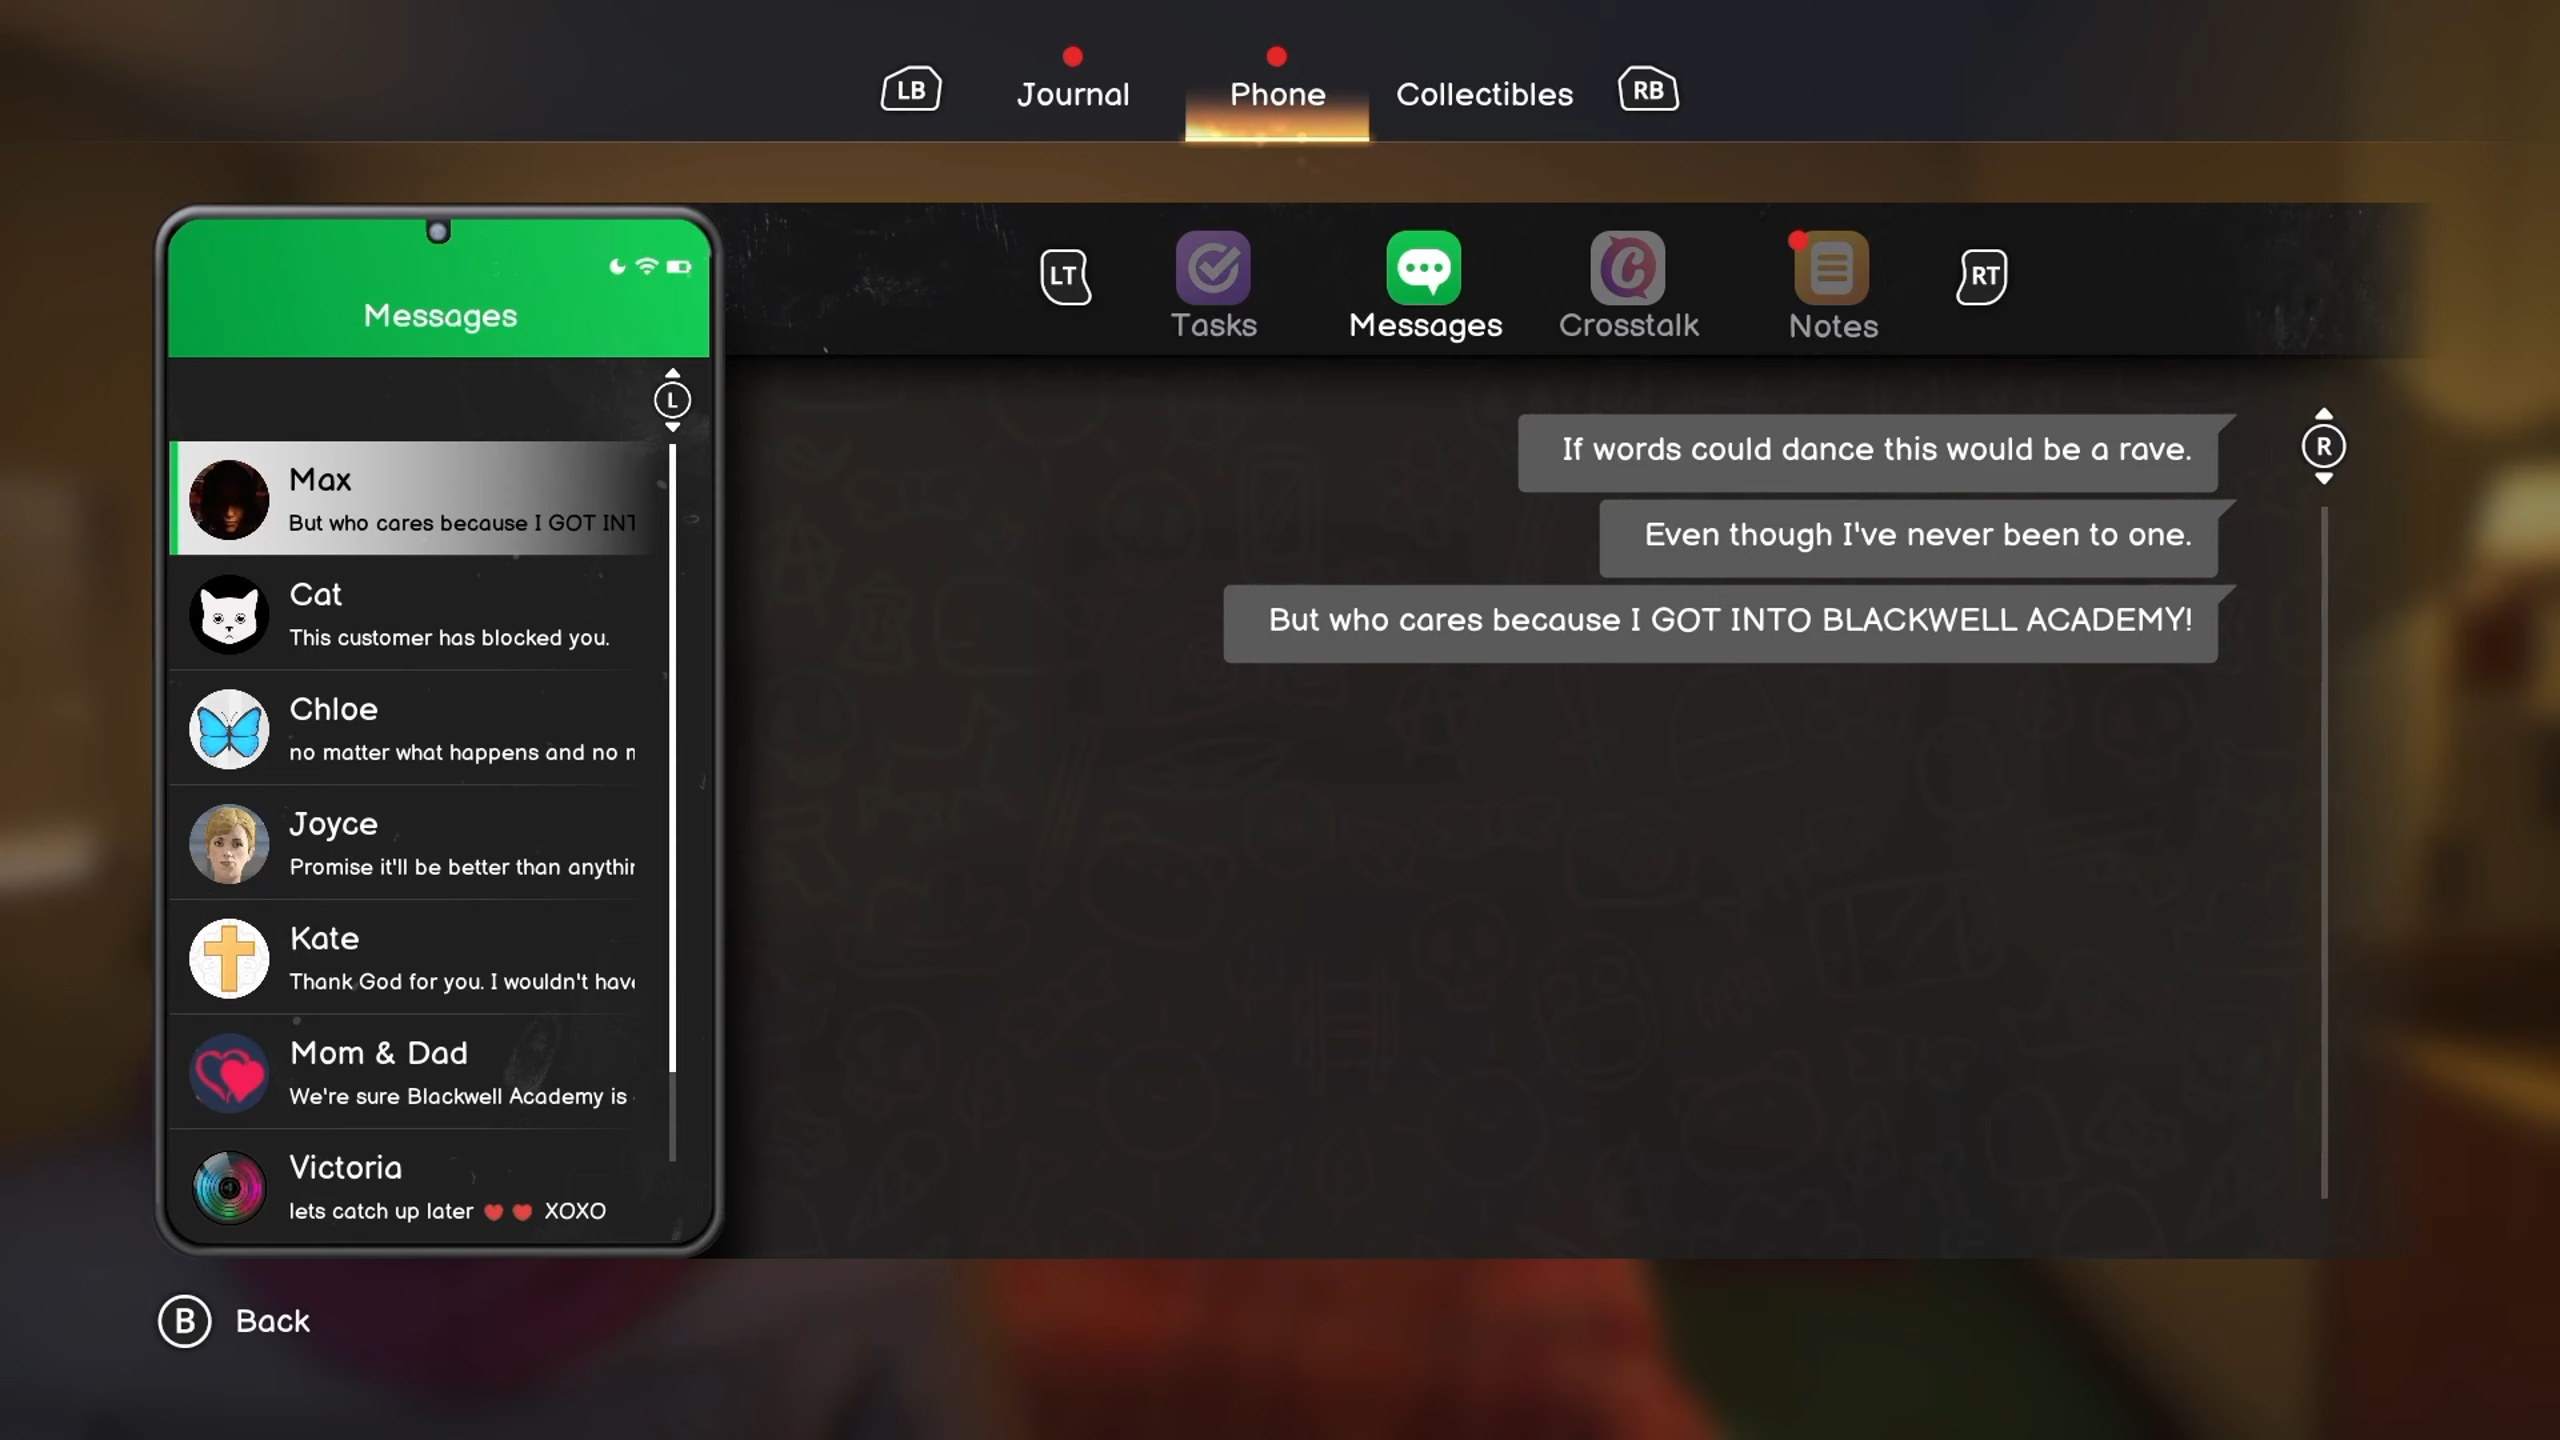 LB Journal Phone Collectibles RB
Messages
LT Tasks Messages Crosstalk Notes RT
L
R
Max
But who cares because I GOT INT
Cat
This customer has blocked you.
Chloe
no matter what happens and no
Joyce
Promise it'll be better than anythin
Kate
Thank God for you. I wouldn't have
Mom & Dad
We're sure Blackwell Academy is
Victoria
lets catch up later ❤️ ❤️ XOXO
If words could dance this would be a rave.
Even though I've never been to one.
But who cares because I GOT INTO BLACKWELL ACADEMY!
B Back